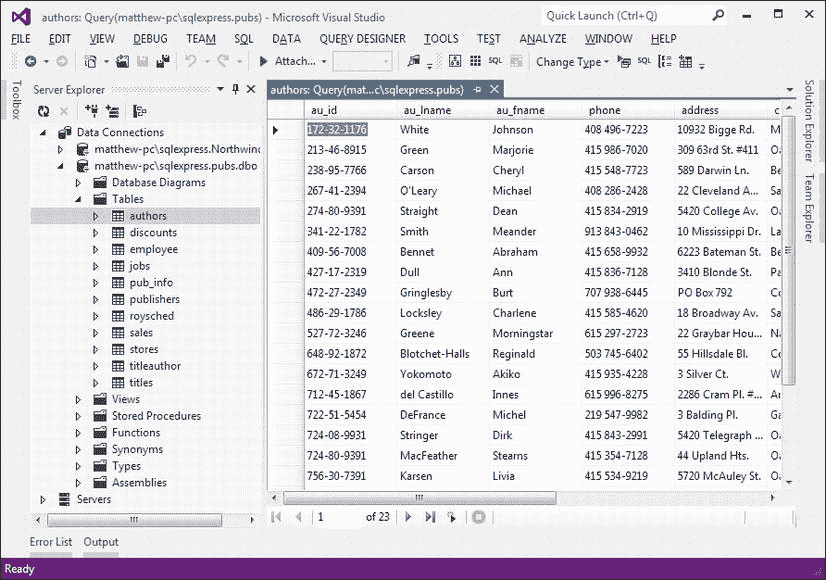 authors: Query(matthew-pc\sqlexpress.pubs) - Microsoft Visual Studio
Quick Launch (Ctrl+Q)
FILE EDIT VIEW DEBUG TEAM SQL DATA QUERY DESIGNER TOOLS TEST ANALYZE WINDOW HELP
Attach... SQL Change Type SQL
Toolbox
Server Explorer
Data Connections
matthew-pc\sqlexpress.Northwind
matthew-pc\sqlexpress.pubs.dbo
Database Diagrams
Tables
authors
discounts
employee
jobs
pub_info
publishers
roysched
sales
stores
titleauthor
titles
Views
Stored Procedures
Functions
Synonyms
Types
Assemblies
Servers
authors: Query(mat...c\sqlexpress.pubs)
au_id au_lname au_fname phone address c
172-32-1176 White Johnson 408 496-7223 10932 Bigge Rd. M
213-46-8915 Green Marjorie 415 986-7020 309 63rd St. #411 Oa
238-95-7766 Carson Cheryl 415 548-7723 589 Darwin Ln. Be
267-41-2394 O'Leary Michael 408 286-2428 22 Cleveland A... Sa
274-80-9391 Straight Dean 415 834-2919 5420 College Av. Oa
341-22-1782 Smith Meander 913 843-0462 10 Mississippi Dr. La
409-56-7008 Bennet Abraham 415 658-9932 6223 Bateman St. Be
427-17-2319 Dull Ann 415 836-7128 3410 Blonde St. Pa
472-27-2349 Gringlesby Burt 707 938-6445 PO Box 792 Co
486-29-1786 Locksley Charlene 415 585-4620 18 Broadway Av. Sa
527-72-3246 Greene Morningstar 615 297-2723 22 Graybar Hou... Na
648-92-1872 Blotchet-Halls Reginald 503 745-6402 55 Hillsdale Bl. Co
672-71-3249 Yokomoto Akiko 415 935-4228 3 Silver Ct. W
712-45-1867 del Castillo Innes 615 996-8275 2286 Cram Pl. #... An
722-51-5454 DeFrance Michel 219 547-9982 3 Balding Pl. Ga
724-08-9931 Stringer Dirk 415 843-2991 5420 Telegraph ... Oa
724-80-9391 MacFeather Stearns 415 354-7128 44 Upland Hts. Oa
756-30-7391 Karsen Livia 415 534-9219 5720 McAuley St. Oa
1 of 23
Solution Explorer
Team Explorer
Error List Output
Ready